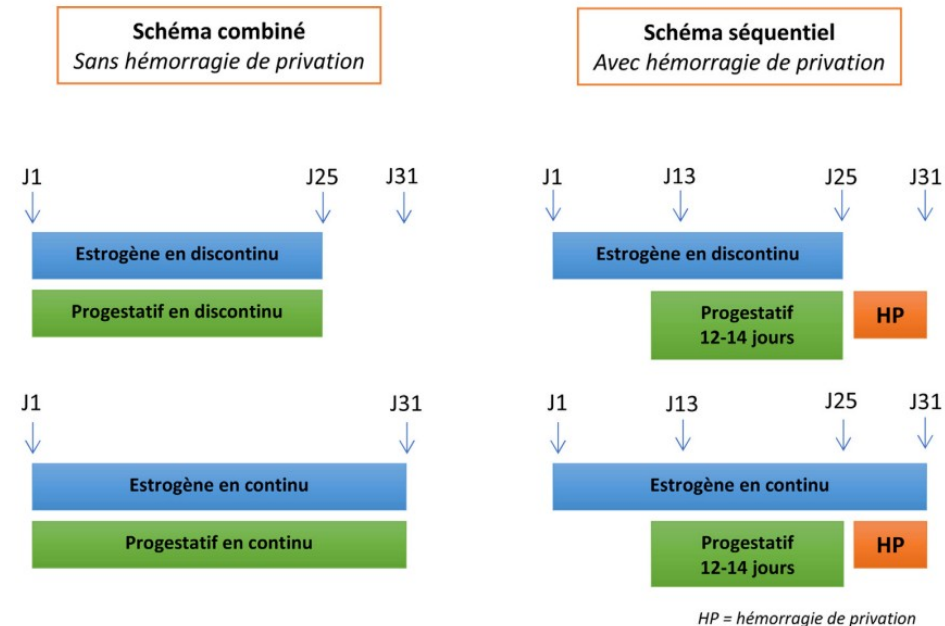 Schéma combiné
Sans hémorragie de privation
Schéma séquentiel
Avec hémorragie de privation
J1 J25 J31
Estrogène en discontinu
Progestatif en discontinu
J1 J13 J25 J31
Estrogène en discontinu
Progestatif
12-14 jours
HP
J1 J31
Estrogène en continu
Progestatif en continu
J1 J13 J25 J31
Estrogène en continu
Progestatif
12-14 jours
HP
HP = hémorragie de privation